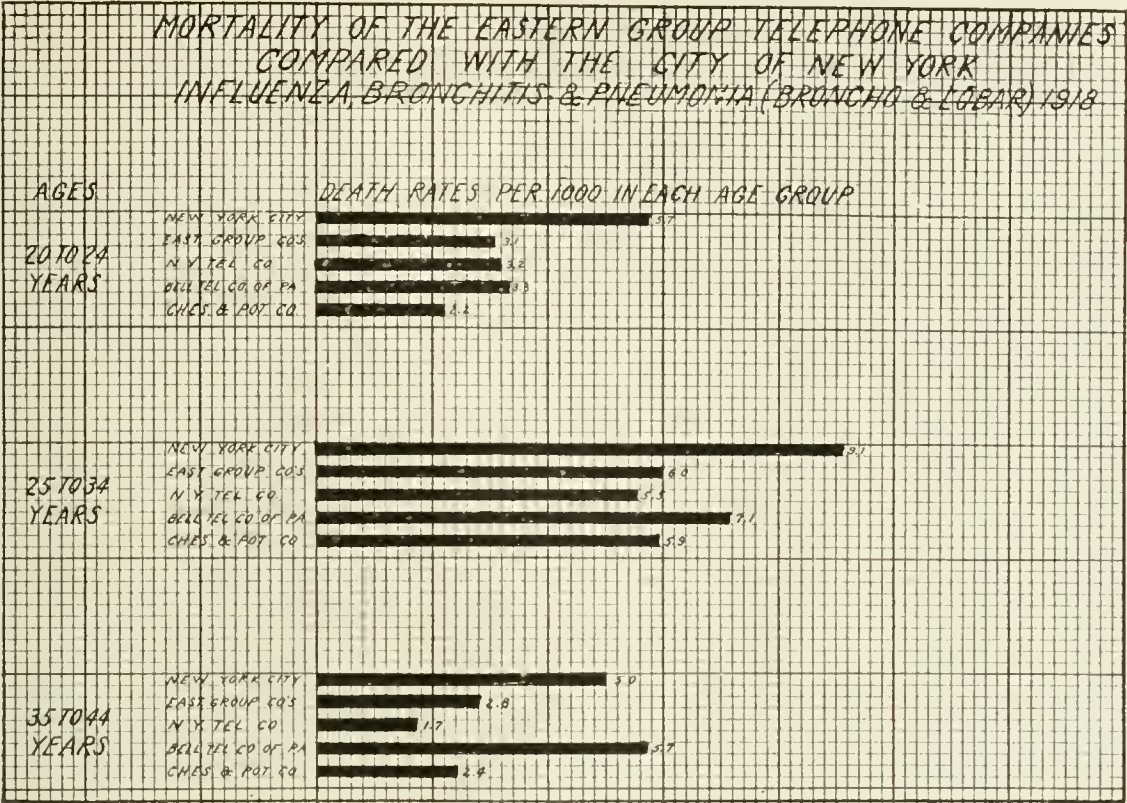 MORTALITY OF THE EASTERN GROUP TELEPHONE COMPANIES
COMPARED WITH THE CITY OF NEW YORK
INFLUENZA, BRONCHITIS & PNEUMONIA (BRONCHO & LOBAR) 1918
AGES DEATH RATES PER 1000 IN EACH AGE GROUP
20 TO 24
YEARS
NEW YORK CITY 5.7
EAST GROUP CO'S 3.1
N Y TEL CO 3.2
BELL TEL CO OF PA 3.3
CHES & POT CO 2.2
25 TO 34
YEARS
NEW YORK CITY 9.1
EAST GROUP CO'S 6.0
N Y TEL CO 5.5
BELL TEL CO OF PA 7.1
CHES & POT CO 5.9
35 TO 44
YEARS
NEW YORK CITY 5.0
EAST GROUP CO'S 2.8
N Y TEL CO 1.7
BELL TEL CO OF PA 5.7
CHES & POT CO 2.4